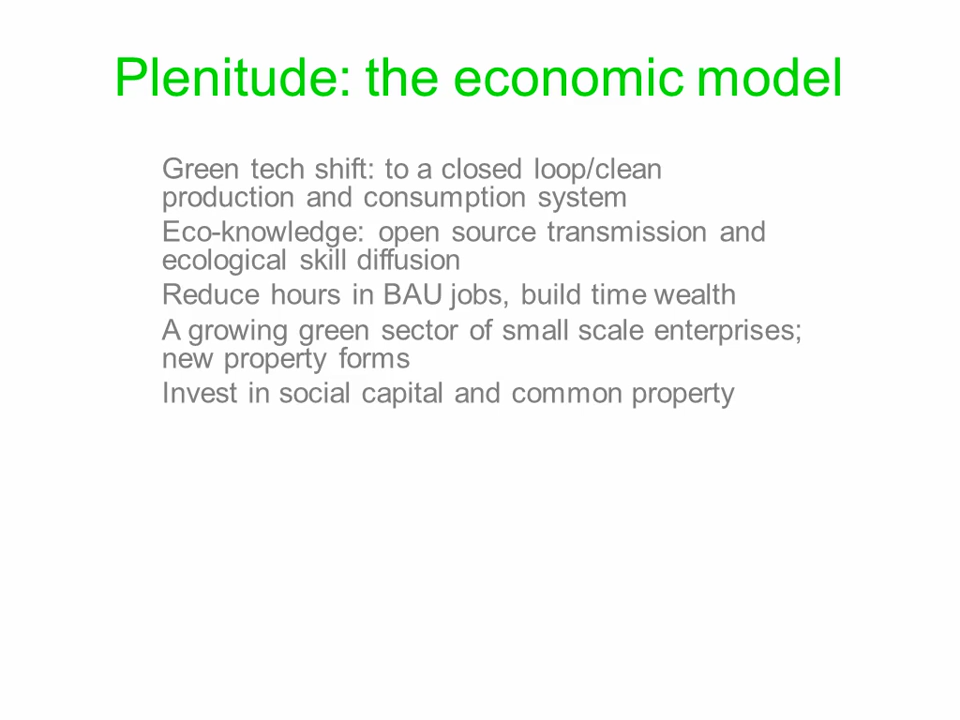 Plenitude: the economic model
Green tech shift: to a closed loop/clean
production and consumption system
Eco-knowledge: open source transmission and
ecological skill diffusion
Reduce hours in BAU jobs, build time wealth
A growing green sector of small scale enterprises;
new property forms
Invest in social capital and common property